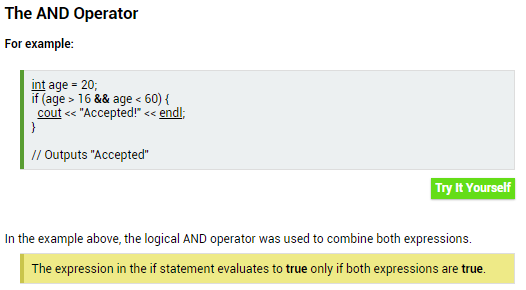 The AND Operator
For example:
int age = 20;
if (age > 16 && age < 60) {
cout << "Accepted!" << endl;
}
// Outputs "Accepted"
Try It Yourself
In the example above, the logical AND operator was used to combine both expressions.
The expression in the if statement evaluates to true only if both expressions are true.